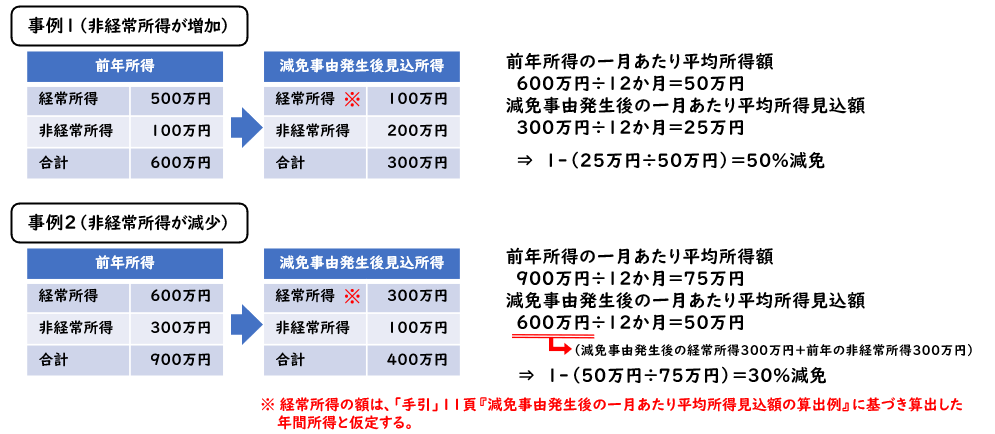 事例1（非経常所得が増加）
前年所得
経常所得 500万円
非経常所得 100万円
合計 600万円
減免事由発生後見込所得
経常所得 ※ 100万円
非経常所得 200万円
合計 300万円
前年所得の一月あたり平均所得額
600万円÷12か月＝50万円
減免事由発生後の一月あたり平均所得見込額
300万円÷12か月＝25万円
⇒ 1-（25万円÷50万円）＝50%減免
事例2（非経常所得が減少）
前年所得
経常所得 600万円
非経常所得 300万円
合計 900万円
減免事由発生後見込所得
経常所得 ※ 300万円
非経常所得 100万円
合計 400万円
前年所得の一月あたり平均所得額
900万円÷12か月＝75万円
減免事由発生後の一月あたり平均所得見込額
600万円÷12か月＝50万円
（減免事由発生後の経常所得300万円＋前年の非経常所得300万円）
⇒ 1-（50万円÷75万円）＝30%減免
※ 経常所得の額は、「手引」11頁『減免事由発生後の一月あたり平均所得見込額の算出例』に基づき算出した
年間所得と仮定する。